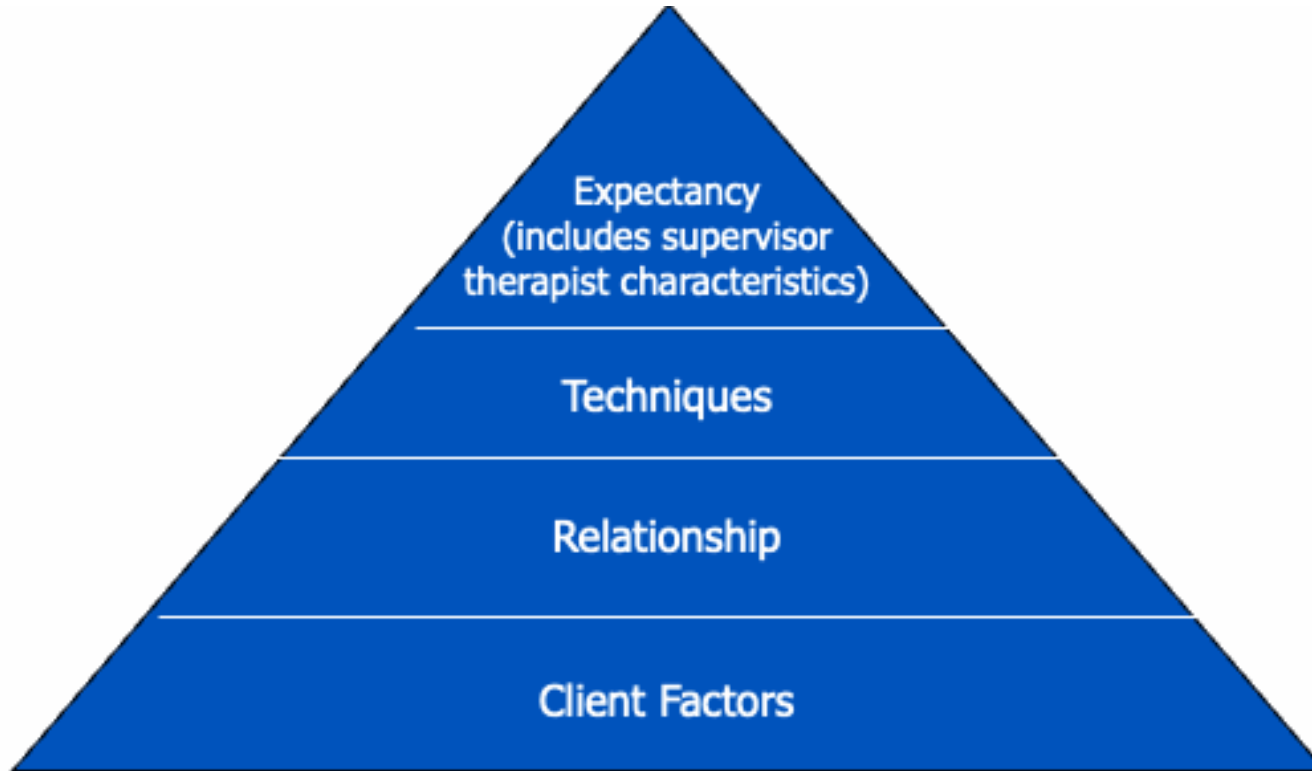 Expectancy
(includes supervisor
therapist characteristics)
Techniques
Relationship
Client Factors